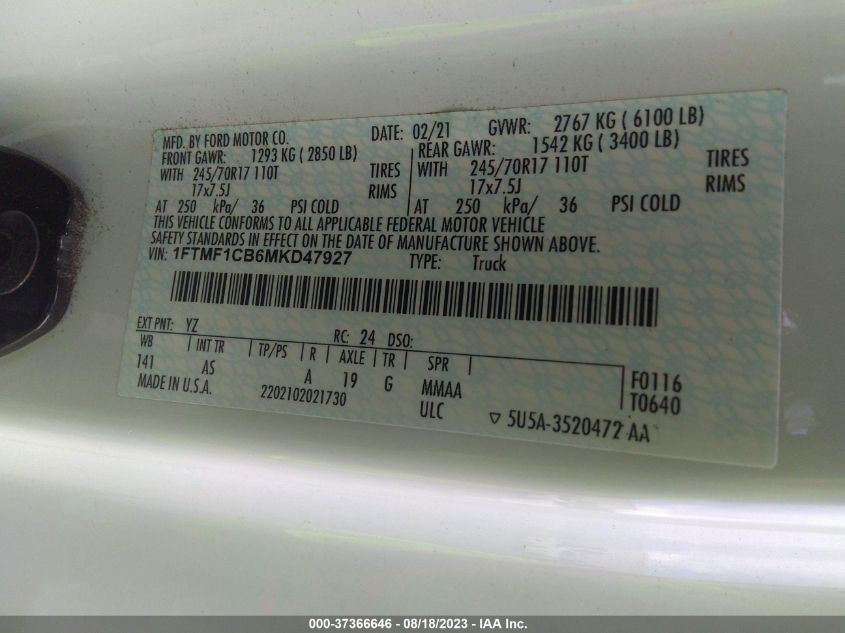 MFD. BY FORD MOTOR CO. DATE: 02/21 GVWR: 2767 KG ( 6100 LB)
FRONT GAWR: 1293 KG ( 2850 LB) REAR GAWR: 1542 KG ( 3400 LB)
WITH 245/70R17 110T TIRES WITH 245/70R17 110T TIRES
17x7.5J RIMS 17x7.5J RIMS
AT 250 kPa/ 36 PSI COLD AT 250 kPa/ 36 PSI COLD
THIS VEHICLE CONFORMS TO ALL APPLICABLE FEDERAL MOTOR VEHICLE
SAFETY STANDARDS IN EFFECT ON THE DATE OF MANUFACTURE SHOWN ABOVE.
VIN: 1FTMF1CB6MKD47927 TYPE: Truck
EXT PNT: YZ RC: 24 DSO:
WB INT TR TP/PS R AXLE TR SPR
141 AS A 19 G MMAA F0116
MADE IN U.S.A. 2202102021730 ULC T0640
▽ 5U5A-3520472 AA
000-37366646 - 08/18/2023 - IAA Inc.